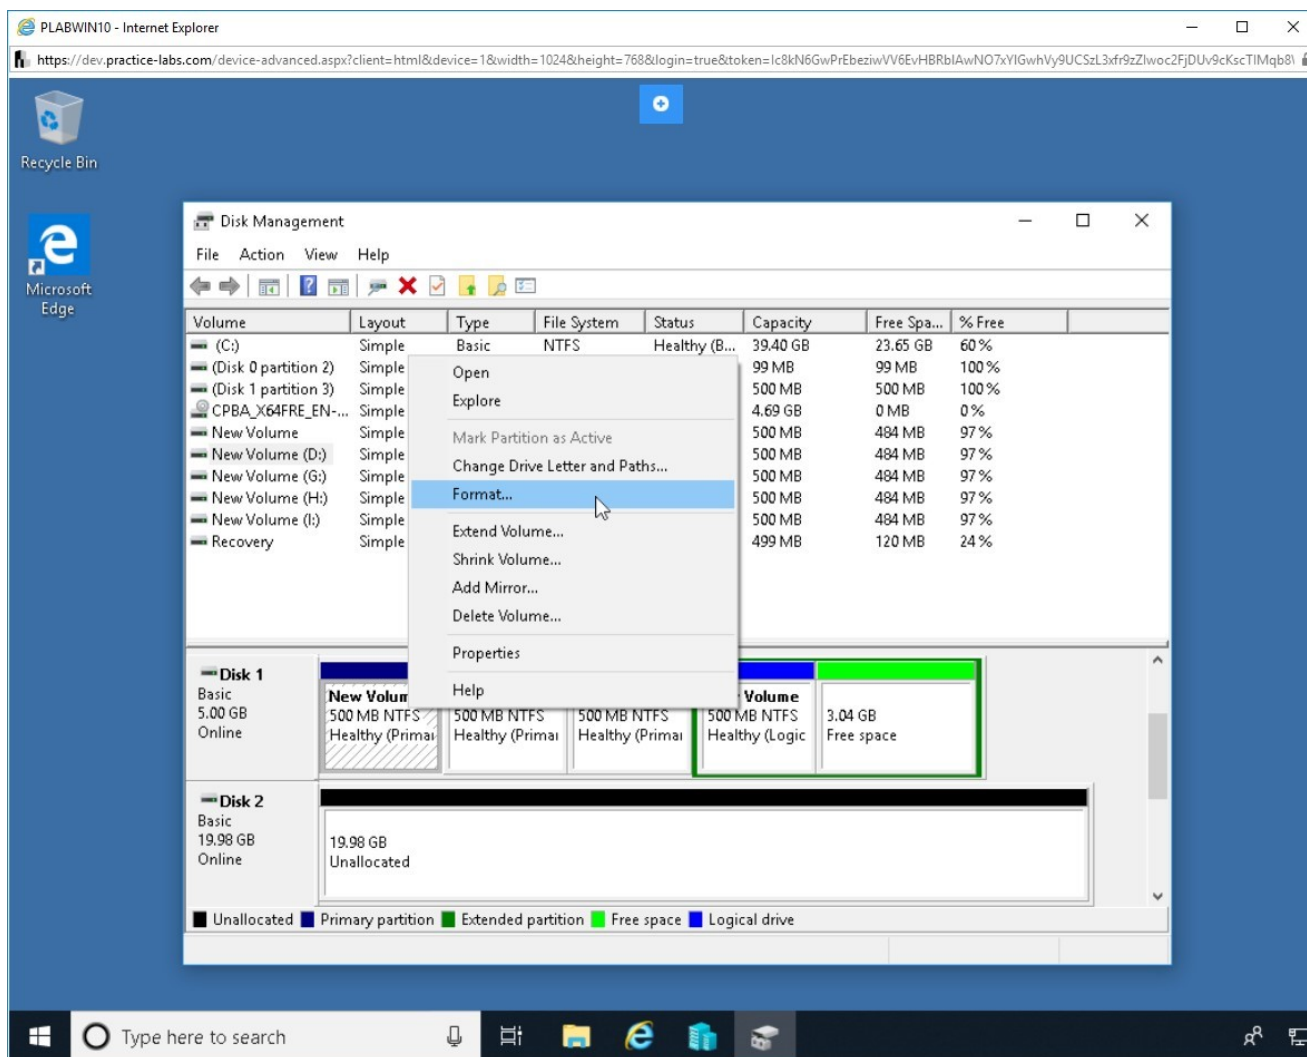 PLABWIN10 - Internet Explorer
https://dev.practice-labs.com/device-advanced.aspx?client=html&device=1&width=1024&height=768&login=true&token=
Recycle Bin
Microsoft
Edge
Disk Management
File Action View Help
Volume Layout Type File System Status Capacity Free Spa... % Free
(C:) Simple Basic NTFS Healthy (B... 39.40 GB 23.65 GB 60 %
(Disk 0 partition 2) Simple 99 MB 99 MB 100 %
(Disk 1 partition 3) Simple 500 MB 500 MB 100 %
CPBA_X64FRE_EN-... Simple 4.69 GB 0 MB 0 %
New Volume Simple 500 MB 484 MB 97 %
New Volume (D:) Simple 500 MB 484 MB 97 %
New Volume (G:) Simple 500 MB 484 MB 97 %
New Volume (H:) Simple 500 MB 484 MB 97 %
New Volume (I:) Simple 500 MB 484 MB 97 %
Recovery Simple 499 MB 120 MB 24 %
Open
Explore
Mark Partition as Active
Change Drive Letter and Paths...
Format...
Extend Volume...
Shrink Volume...
Add Mirror...
Delete Volume...
Properties
Help
Disk 1
Basic
5.00 GB
Online
New Volum
500 MB NTFS
Healthy (Primar
500 MB NTFS
Healthy (Primar
500 MB NTFS
Healthy (Primar
Volume
500 MB NTFS
Healthy (Logic
3.04 GB
Free space
Disk 2
Basic
19.98 GB
Online
19.98 GB
Unallocated
Unallocated Primary partition Extended partition Free space Logical drive
Type here to search